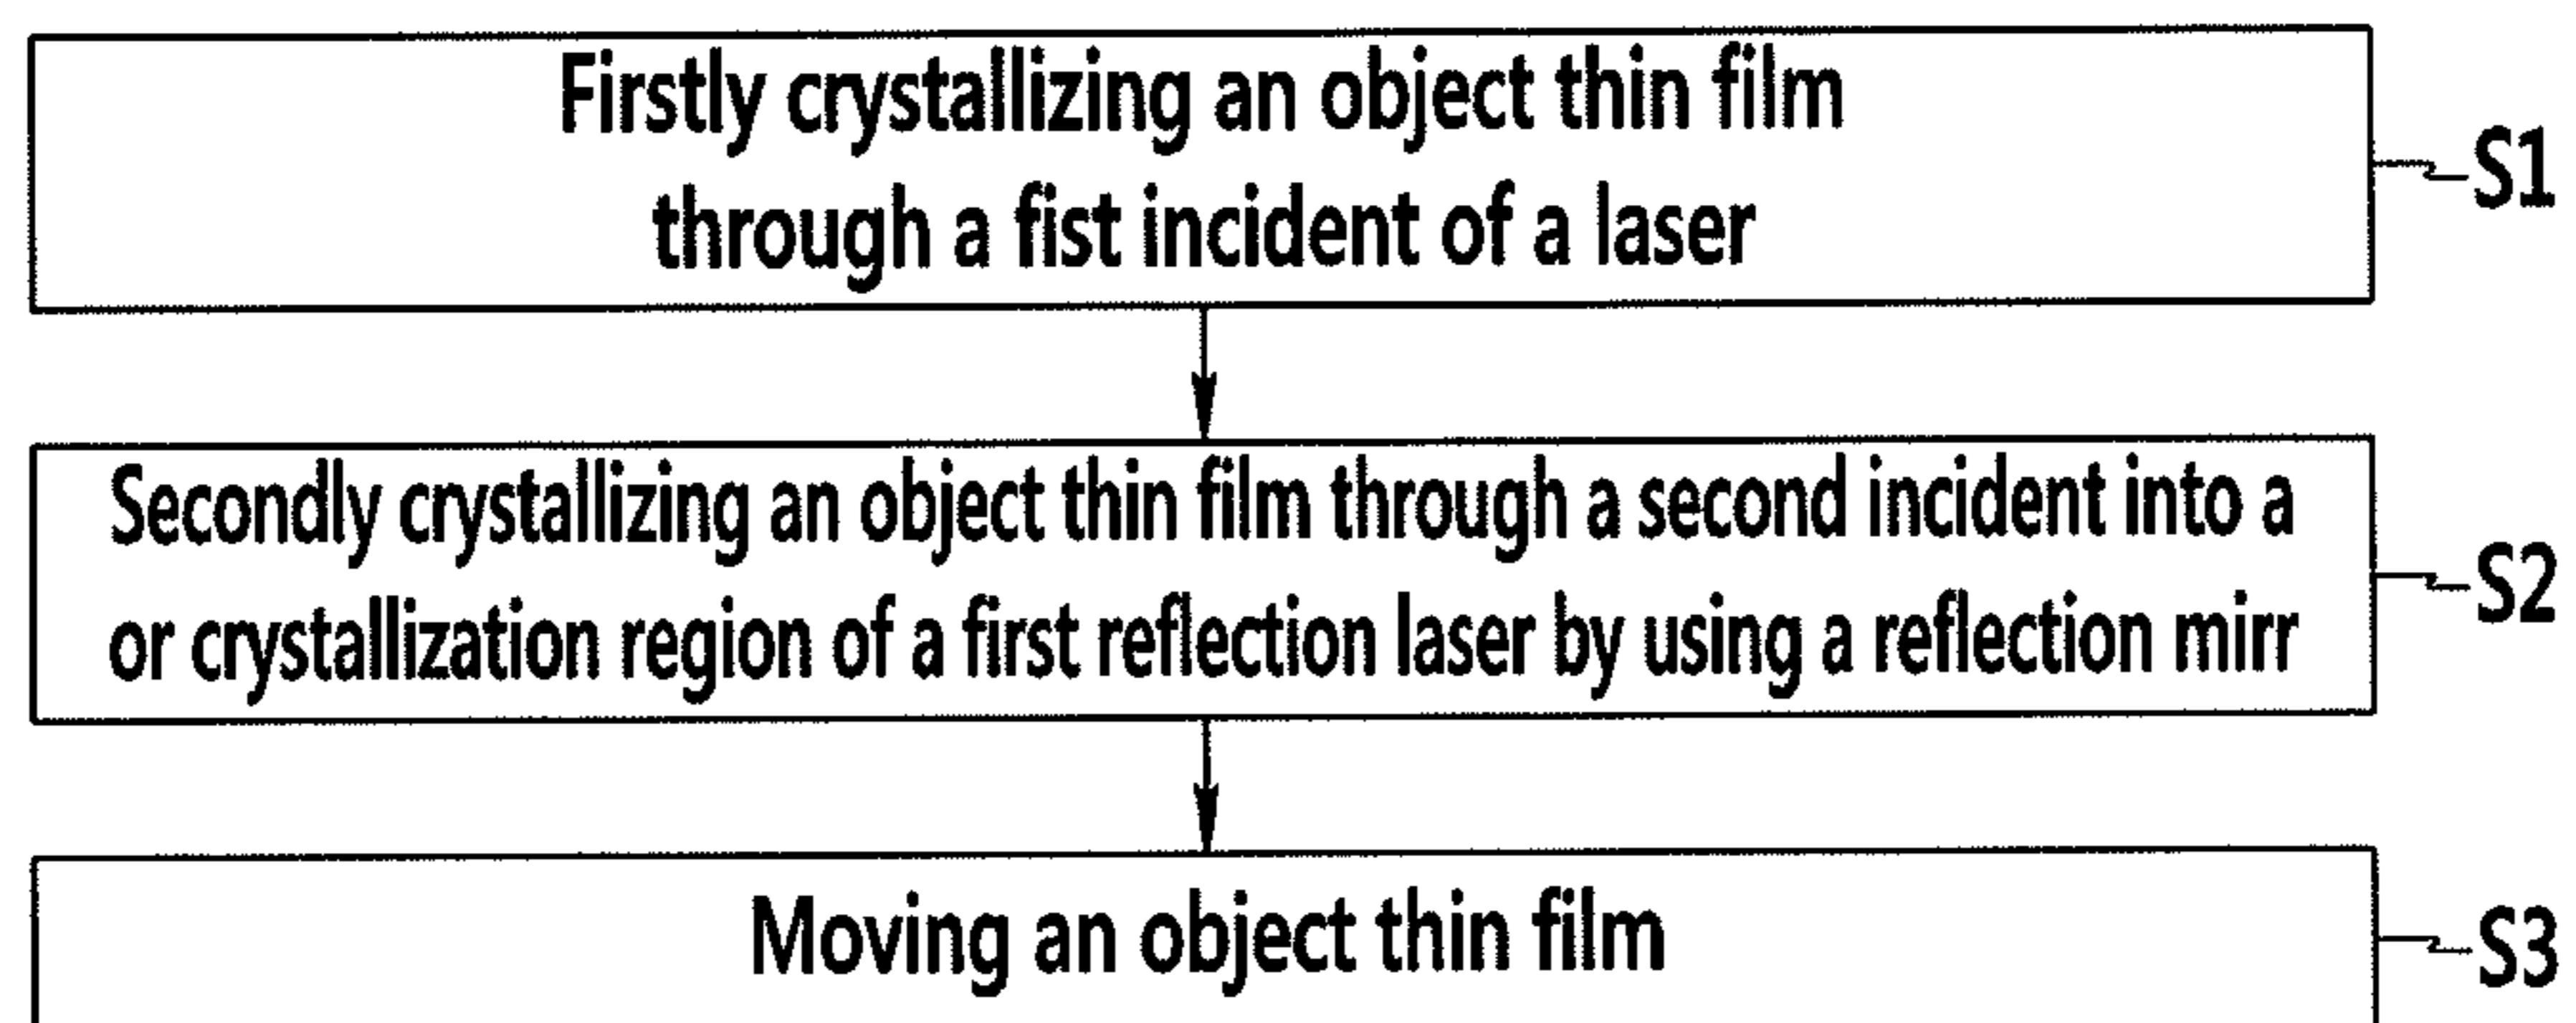 Firstly crystallizing an object thin film
through a fist incident of a laser
S1
Secondly crystallizing an object thin film through a second incident into a
or crystallization region of a first reflection laser by using a reflection mirr
S2
Moving an object thin film
S3